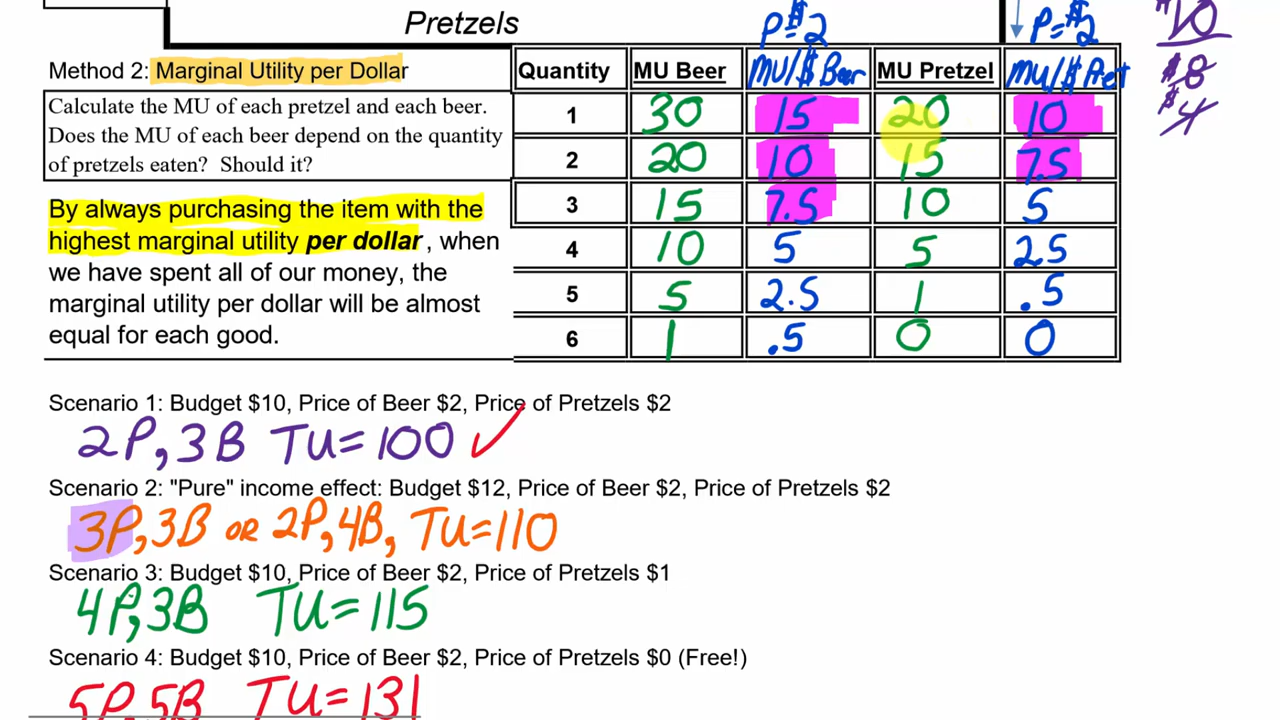 Pretzels
P=$2
P=$2
$10
$8
$4
Method 2: Marginal Utility per Dollar
Calculate the MU of each pretzel and each beer.
Does the MU of each beer depend on the quantity
of pretzels eaten? Should it?
By always purchasing the item with the
highest marginal utility per dollar , when
we have spent all of our money, the
marginal utility per dollar will be almost
equal for each good.
Quantity MU Beer MU/$ Beer MU Pretzel MU/$ Pret
1 30 15 20 10
2 20 10 15 7.5
3 15 7.5 10 5
4 10 5 5 2.5
5 5 2.5 1 .5
6 1 .5 0 0
Scenario 1: Budget $10, Price of Beer $2, Price of Pretzels $2
2P, 3B TU=100 ✓
Scenario 2: "Pure" income effect: Budget $12, Price of Beer $2, Price of Pretzels $2
3P, 3B OR 2P, 4B, TU=110
Scenario 3: Budget $10, Price of Beer $2, Price of Pretzels $1
4P, 3B TU=115
Scenario 4: Budget $10, Price of Beer $2, Price of Pretzels $0 (Free!)
5P, 5B TU=131